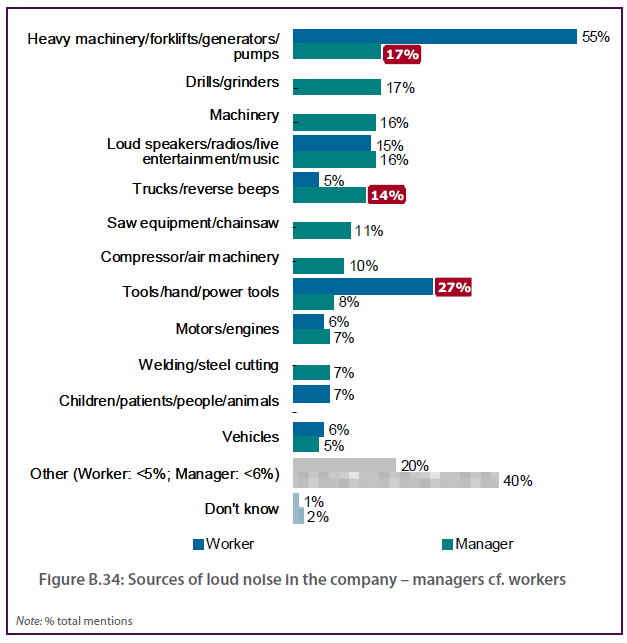 Heavy machinery/forklifts/generators/
pumps
55%
17%
Drills/grinders
17%
Machinery
16%
Loud speakers/radios/live
entertainment/music
15%
16%
Trucks/reverse beeps
5%
14%
Saw equipment/chainsaw
11%
Compressor/air machinery
10%
Tools/hand/power tools
27%
8%
Motors/engines
6%
7%
Welding/steel cutting
7%
Children/patients/people/animals
7%
Vehicles
6%
5%
Other (Worker: <5%; Manager: <6%)
20%
40%
Don't know
1%
2%
Worker
Manager
Figure B.34: Sources of loud noise in the company – managers cf. workers
Note: % total mentions